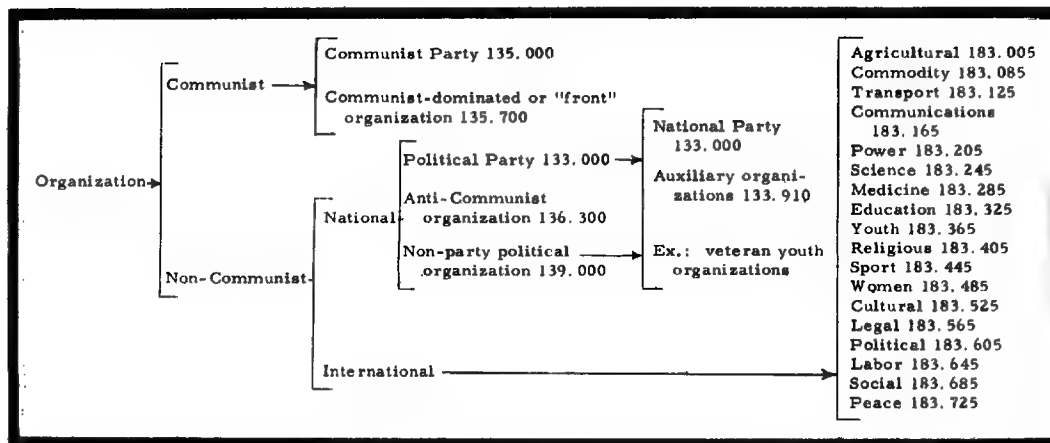 Organization
Communist
Non-Communist
Communist Party 135.000
Communist-dominated or "front"
organization 135.700
National
International
Political Party 133.000
Anti-Communist
organization 136.300
Non-party political
organization 139.000
National Party
133.000
Auxiliary organi-
zations 133.910
Ex.: veteran youth
organizations
Agricultural 183.005
Commodity 183.085
Transport 183.125
Communications
183.165
Power 183.205
Science 183.245
Medicine 183.285
Education 183.325
Youth 183.365
Religious 183.405
Sport 183.445
Women 183.485
Cultural 183.525
Legal 183.565
Political 183.605
Labor 183.645
Social 183.685
Peace 183.725